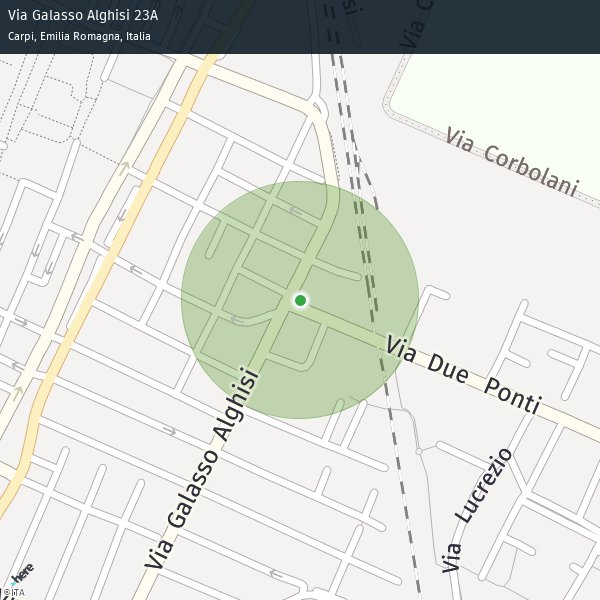 Via Galasso Alghisi 23A
Carpi, Emilia Romagna, Italia
Via Corbolani
Via Due Ponti
Via Galasso Alghisi
Via Lucrezio
here